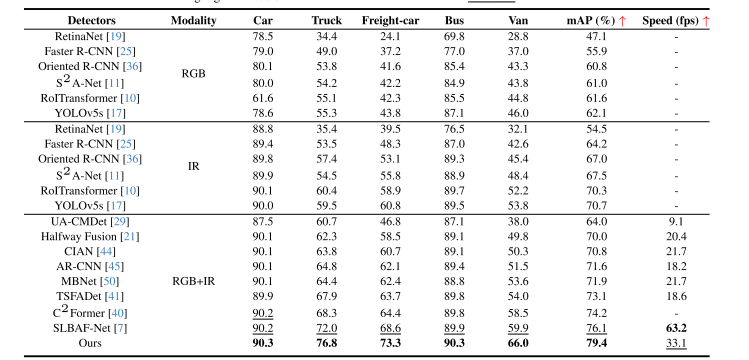 Detectors Modality Car Truck Freight-car Bus Van mAP (%) ↑ Speed (fps) ↑
RetinaNet [19] 78.5 34.4 24.1 69.8 28.8 47.1 -
Faster R-CNN [25] 79.0 49.0 37.2 77.0 37.0 55.9 -
Oriented R-CNN [36] 80.1 53.8 41.6 85.4 43.3 60.8 -
RGB
S²A-Net [11] 80.0 54.2 42.2 84.9 43.8 61.0 -
RoITransformer [10] 61.6 55.1 42.3 85.5 44.8 61.6 -
YOLOv5s [17] 78.6 55.3 43.8 87.1 46.0 62.1 -
RetinaNet [19] 88.8 35.4 39.5 76.5 32.1 54.5 -
Faster R-CNN [25] 89.4 53.5 48.3 87.0 42.6 64.2 -
Oriented R-CNN [36] 89.8 57.4 53.1 89.3 45.4 67.0 -
IR
S²A-Net [11] 89.9 54.5 55.8 88.9 48.4 67.5 -
RoITransformer [10] 90.1 60.4 58.9 89.7 52.2 70.3 -
YOLOv5s [17] 90.0 59.5 60.8 89.5 53.8 70.7 -
UA-CMDet [29] 87.5 60.7 46.8 87.1 38.0 64.0 9.1
Halfway Fusion [21] 90.1 62.3 58.5 89.1 49.8 70.0 20.4
CIAN [44] 90.1 63.8 60.7 89.1 50.3 70.8 21.7
AR-CNN [45] 90.1 64.8 62.1 89.4 51.5 71.6 18.2
MBNet [50] RGB+IR 90.1 64.4 62.4 88.8 53.6 71.9 21.7
TSFADet [41] 89.9 67.9 63.7 89.8 54.0 73.1 18.6
C²Former [40] 90.2 68.3 64.4 89.8 58.5 74.2 -
SLBAF-Net [7] 90.2 72.0 68.6 89.9 59.9 76.1 63.2
Ours 90.3 76.8 73.3 90.3 66.0 79.4 33.1